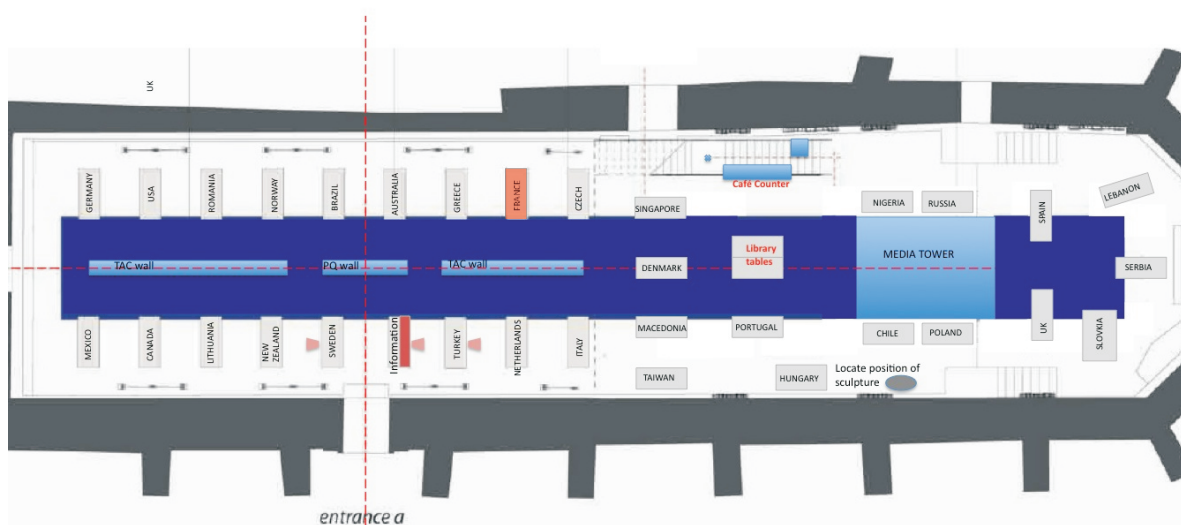 UK
GERMANY
USA
ROMANIA
NORWAY
BRAZIL
AUSTRALIA
GREECE
FRANCE
CZECH
Café Counter
SINGAPORE
NIGERIA
RUSSIA
SPAIN
LEBANON
TAC wall
PQ wall
TAC wall
DENMARK
Library
tables
MEDIA TOWER
SERBIA
MEXICO
CANADA
LITHUANIA
NEW
ZEALAND
SWEDEN
Information
TURKEY
NETHERLANDS
ITALY
MACEDONIA
PORTUGAL
CHILE
POLAND
UK
SLOVKIA
TAIWAN
HUNGARY
Locate position of
sculpture
entrance a